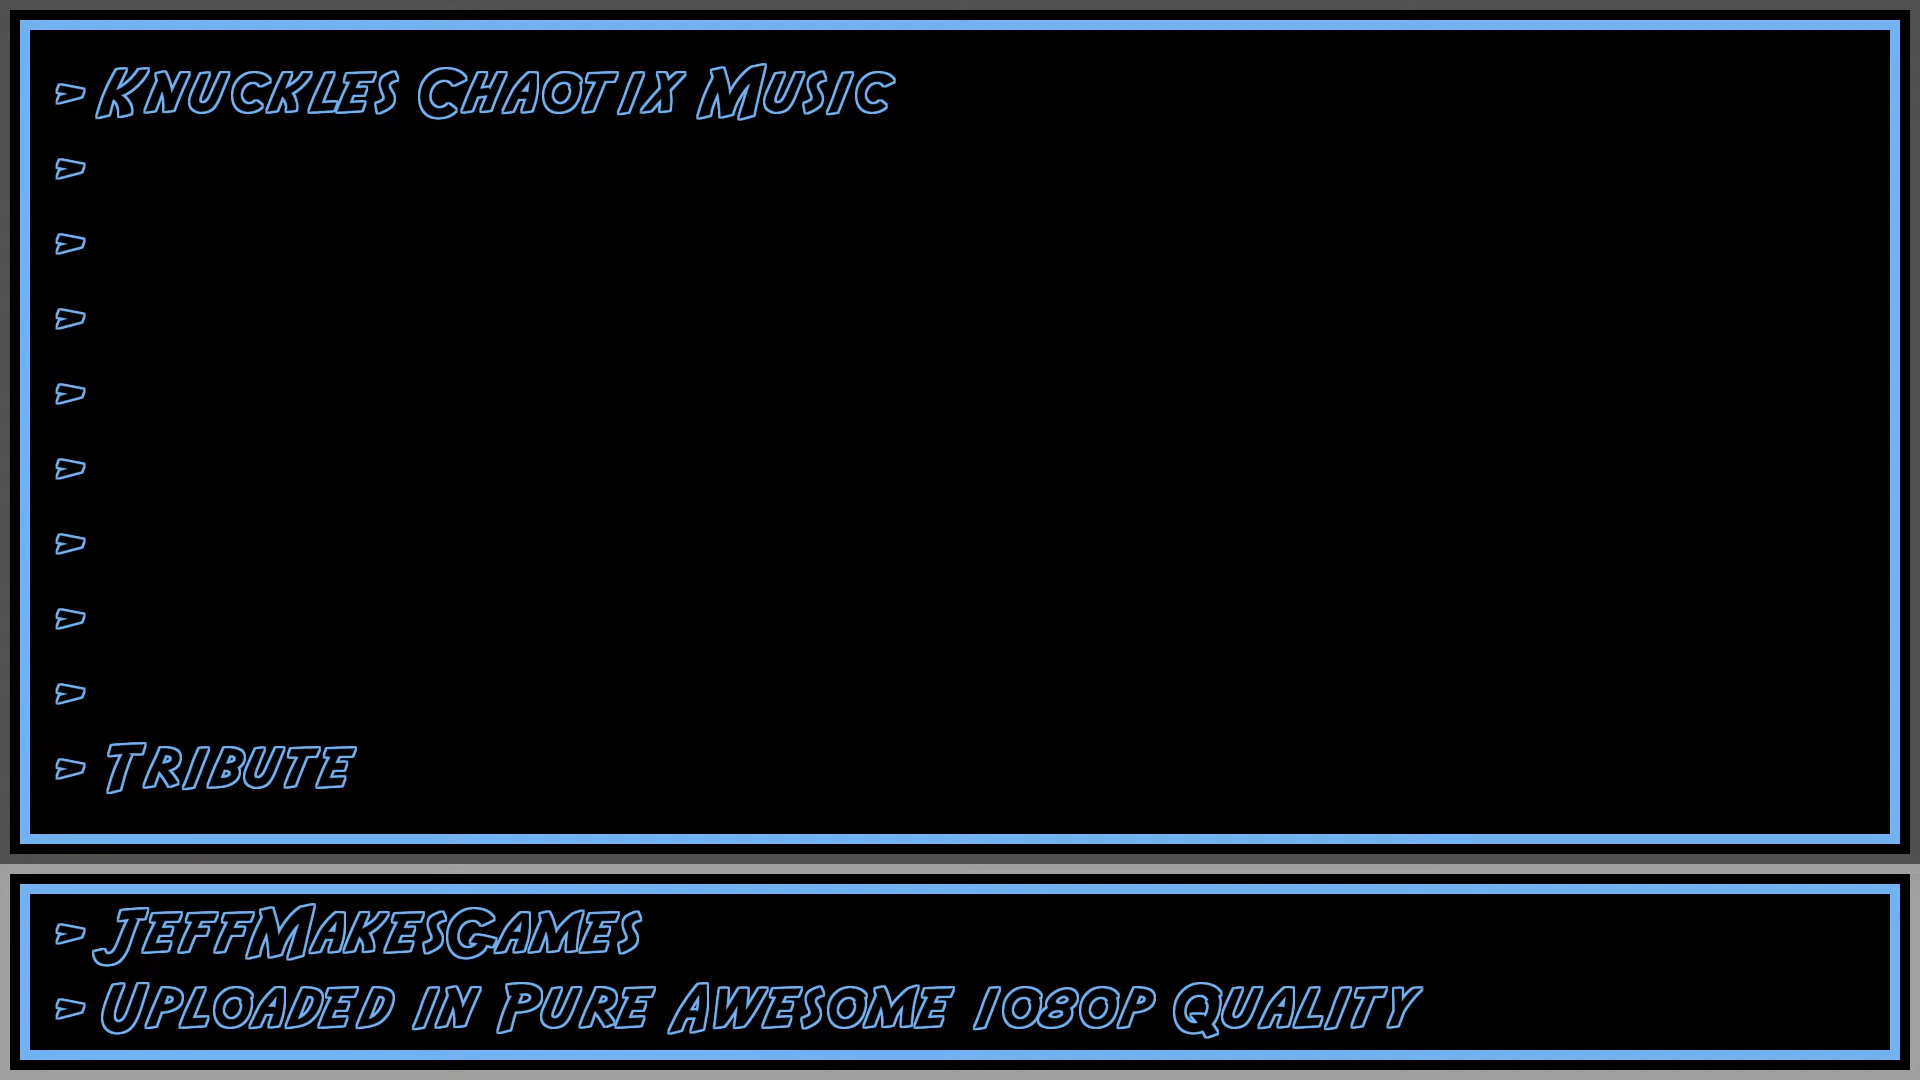 > Knuckles Chaotix Music
>
>
>
>
>
>
>
>
> Tribute
> JeffMakesGames
> Uploaded in Pure Awesome 1080p Quality